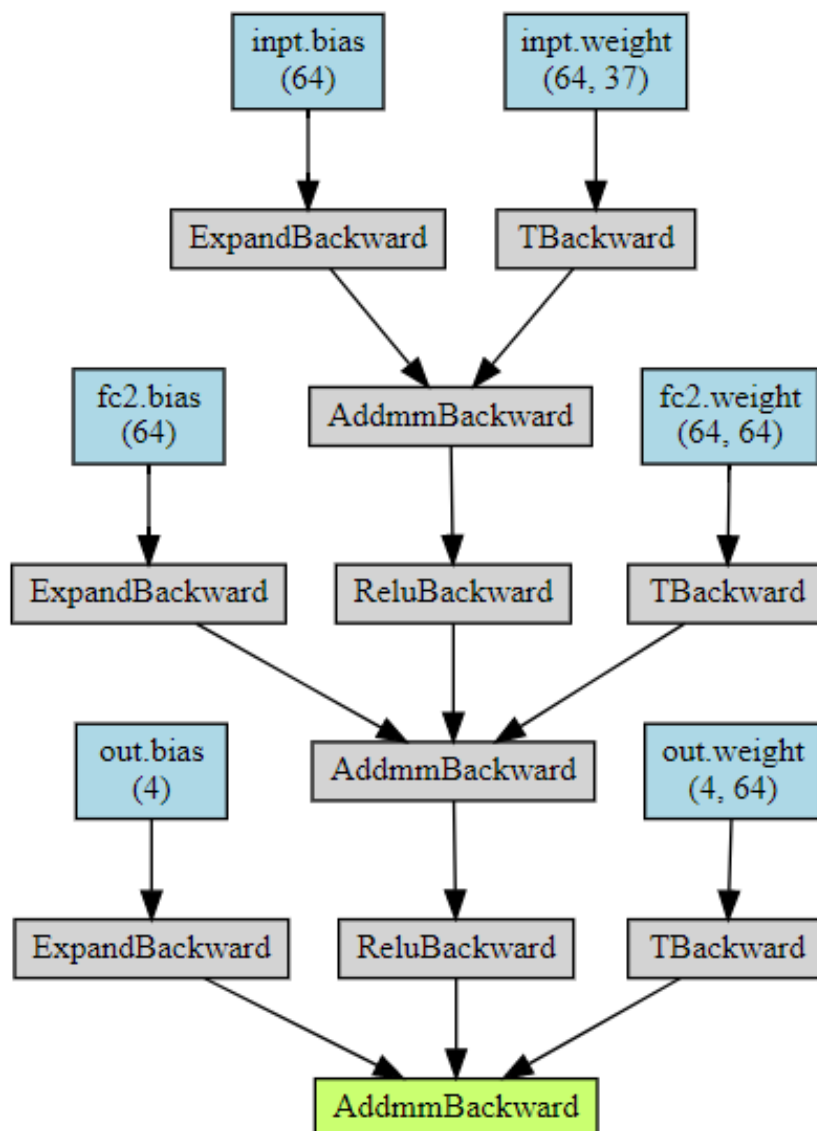 inpt.bias
(64)
inpt.weight
(64, 37)
ExpandBackward
TBackward
AddmmBackward
fc2.bias
(64)
fc2.weight
(64, 64)
ExpandBackward
ReluBackward
TBackward
out.bias
(4)
AddmmBackward
out.weight
(4, 64)
ExpandBackward
ReluBackward
TBackward
AddmmBackward